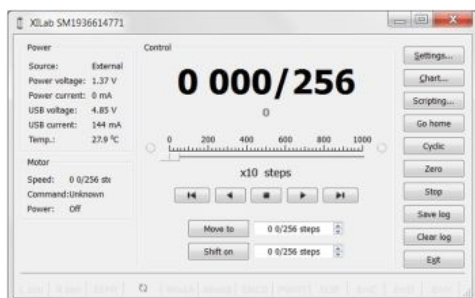 XILab SM1936614771
Power
Source: External
Power voltage: 1.37 V
Power current: 0 mA
USB voltage: 4.85 V
USB current: 144 mA
Temp.: 27.9 °C
Motor
Speed: 0 0/256 st
Command:Unknown
Power: Off
Control
0 000/256
0
0 200 400 600 800 1000
x10 steps
Move to 0 0/256 steps
Shift on 0 0/256 steps
Settings...
Chart...
Scripting...
Go home
Cyclic
Zero
Stop
Save log
Clear log
Exit